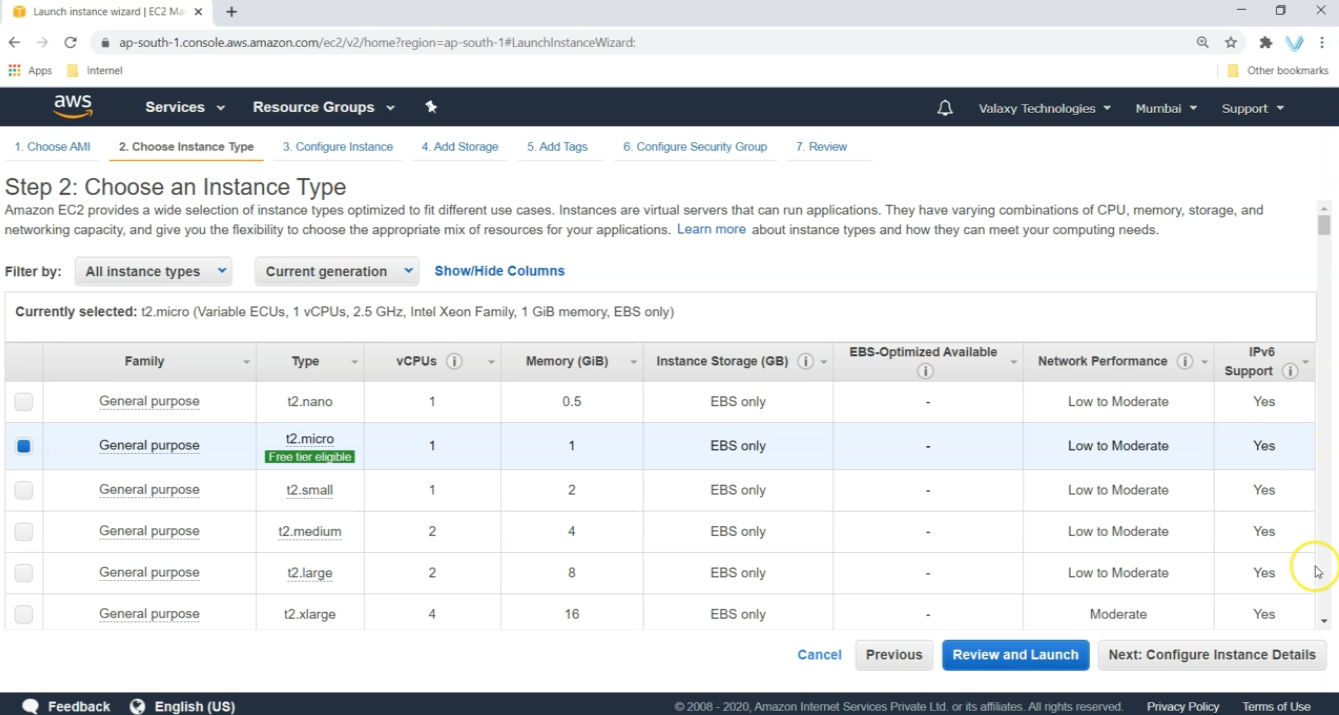 Launch instance wizard | EC2 Ma
ap-south-1.console.aws.amazon.com/ec2/v2/home?region=ap-south-1#LaunchInstanceWizard:
Apps Internet Other bookmarks
aws Services Resource Groups Valaxy Technologies Mumbai Support
1. Choose AMI 2. Choose Instance Type 3. Configure Instance 4. Add Storage 5. Add Tags 6. Configure Security Group 7. Review
Step 2: Choose an Instance Type
Amazon EC2 provides a wide selection of instance types optimized to fit different use cases. Instances are virtual servers that can run applications. They have varying combinations of CPU, memory, storage, and
networking capacity, and give you the flexibility to choose the appropriate mix of resources for your applications. Learn more about instance types and how they can meet your computing needs.
Filter by: All instance types Current generation Show/Hide Columns
Currently selected: t2.micro (Variable ECUs, 1 vCPUs, 2.5 GHz, Intel Xeon Family, 1 GiB memory, EBS only)
Family Type vCPUs Memory (GiB) Instance Storage (GB) EBS-Optimized Available Network Performance IPv6
Support
General purpose t2.nano 1 0.5 EBS only - Low to Moderate Yes
General purpose t2.micro 1 1 EBS only - Low to Moderate Yes
Free tier eligible
General purpose t2.small 1 2 EBS only - Low to Moderate Yes
General purpose t2.medium 2 4 EBS only - Low to Moderate Yes
General purpose t2.large 2 8 EBS only - Low to Moderate Yes
General purpose t2.xlarge 4 16 EBS only - Moderate Yes
Cancel Previous Review and Launch Next: Configure Instance Details
Feedback English (US) © 2008 - 2020, Amazon Internet Services Private Ltd. or its affiliates. All rights reserved. Privacy Policy Terms of Use